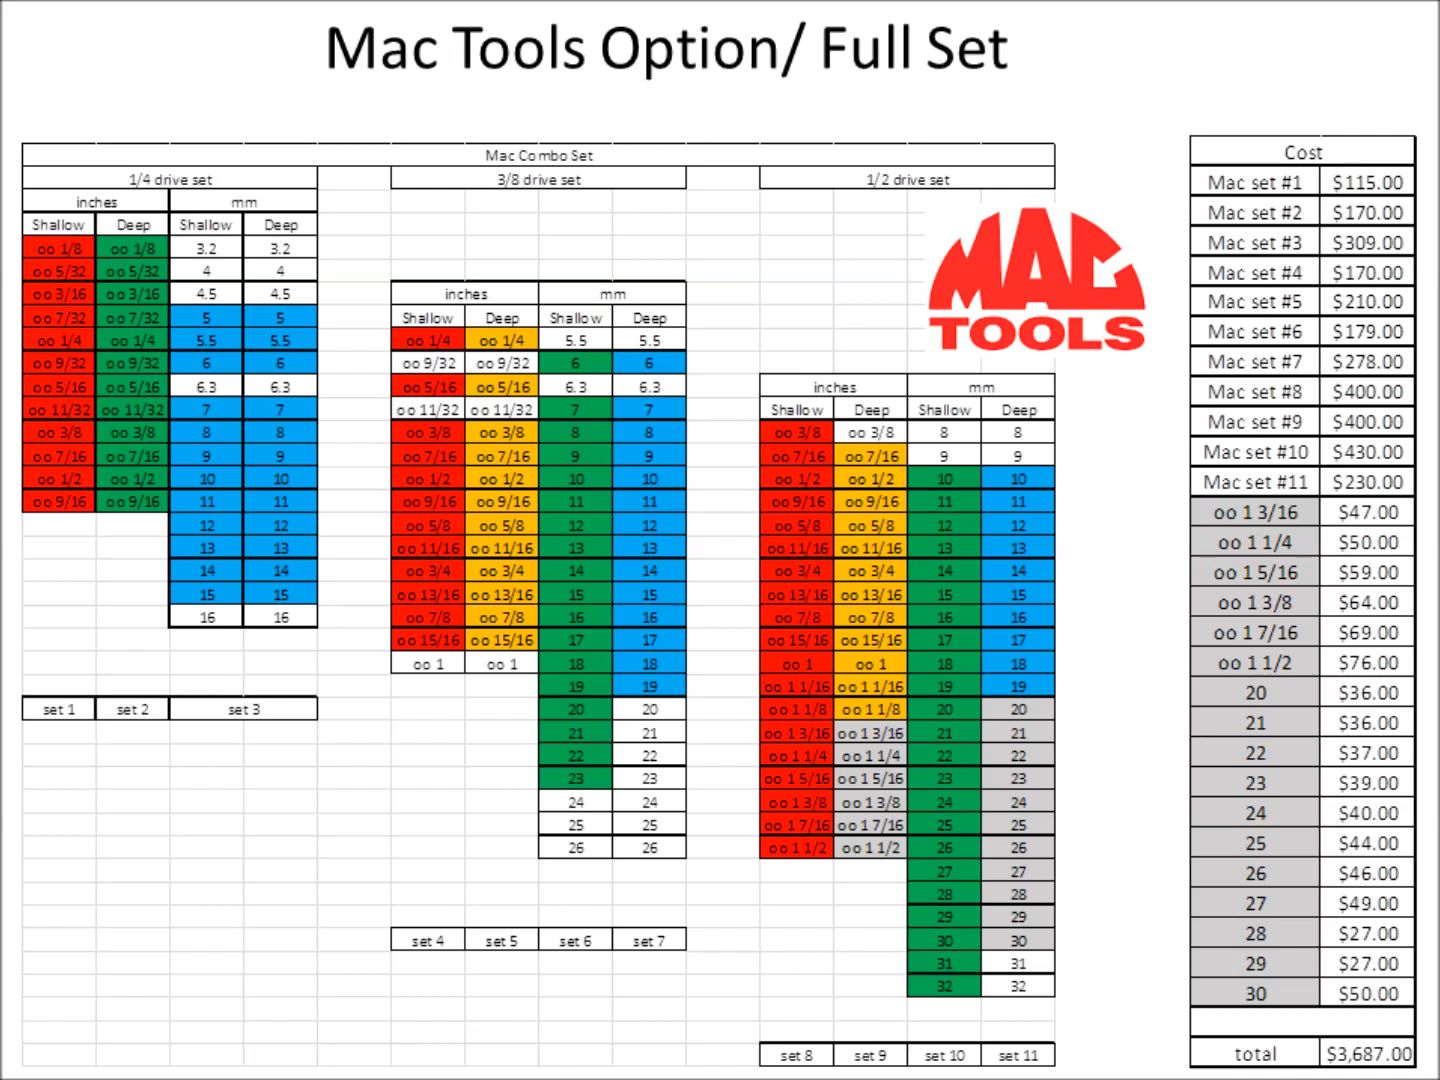 Mac Tools Option/ Full Set
Mac Combo Set
1/4 drive set 3/8 drive set 1/2 drive set
inches mm
Shallow Deep Shallow Deep
oo 1/8 oo 1/8 3.2 3.2
oo 5/32 oo 5/32 4 4
oo 3/16 oo 3/16 4.5 4.5 inches mm
oo 7/32 oo 7/32 5 5 Shallow Deep Shallow Deep
oo 1/4 oo 1/4 5.5 5.5 oo 1/4 oo 1/4 5.5 5.5
oo 9/32 oo 9/32 6 6 oo 9/32 oo 9/32 6 6
oo 5/16 oo 5/16 6.3 6.3 oo 5/16 oo 5/16 6.3 6.3 inches mm
oo 11/32 oo 11/32 7 7 oo 11/32 oo 11/32 7 7 Shallow Deep Shallow Deep
oo 3/8 oo 3/8 8 8 oo 3/8 oo 3/8 8 8 oo 3/8 oo 3/8 8 8
oo 7/16 oo 7/16 9 9 oo 7/16 oo 7/16 9 9 oo 7/16 oo 7/16 9 9
oo 1/2 oo 1/2 10 10 oo 1/2 oo 1/2 10 10 oo 1/2 oo 1/2 10 10
oo 9/16 oo 9/16 11 11 oo 9/16 oo 9/16 11 11 oo 9/16 oo 9/16 11 11
12 12 oo 5/8 oo 5/8 12 12 oo 5/8 oo 5/8 12 12
13 13 oo 11/16 oo 11/16 13 13 oo 11/16 oo 11/16 13 13
14 14 oo 3/4 oo 3/4 14 14 oo 3/4 oo 3/4 14 14
15 15 oo 13/16 oo 13/16 15 15 oo 13/16 oo 13/16 15 15
16 16 oo 7/8 oo 7/8 16 16 oo 7/8 oo 7/8 16 16
oo 15/16 oo 15/16 17 17 oo 15/16 oo 15/16 17 17
oo 1 oo 1 18 18 oo 1 oo 1 18 18
19 19 oo 1 1/16 oo 1 1/16 19 19
set 1 set 2 set 3 20 20 oo 1 1/8 oo 1 1/8 20 20
21 21 oo 1 3/16 oo 1 3/16 21 21
22 22 oo 1 1/4 oo 1 1/4 22 22
23 23 oo 1 5/16 oo 1 5/16 23 23
24 24 oo 1 3/8 oo 1 3/8 24 24
25 25 oo 1 7/16 oo 1 7/16 25 25
26 26 oo 1 1/2 oo 1 1/2 26 26
27 27
28 28
29 29
set 4 set 5 set 6 set 7 30 30
31 31
32 32
set 8 set 9 set 10 set 11
MAC
TOOLS
Cost
Mac set #1 $115.00
Mac set #2 $170.00
Mac set #3 $309.00
Mac set #4 $170.00
Mac set #5 $210.00
Mac set #6 $179.00
Mac set #7 $278.00
Mac set #8 $400.00
Mac set #9 $400.00
Mac set #10 $430.00
Mac set #11 $230.00
oo 1 3/16 $47.00
oo 1 1/4 $50.00
oo 1 5/16 $59.00
oo 1 3/8 $64.00
oo 1 7/16 $69.00
oo 1 1/2 $76.00
20 $36.00
21 $36.00
22 $37.00
23 $39.00
24 $40.00
25 $44.00
26 $46.00
27 $49.00
28 $27.00
29 $27.00
30 $50.00
total $3,687.00